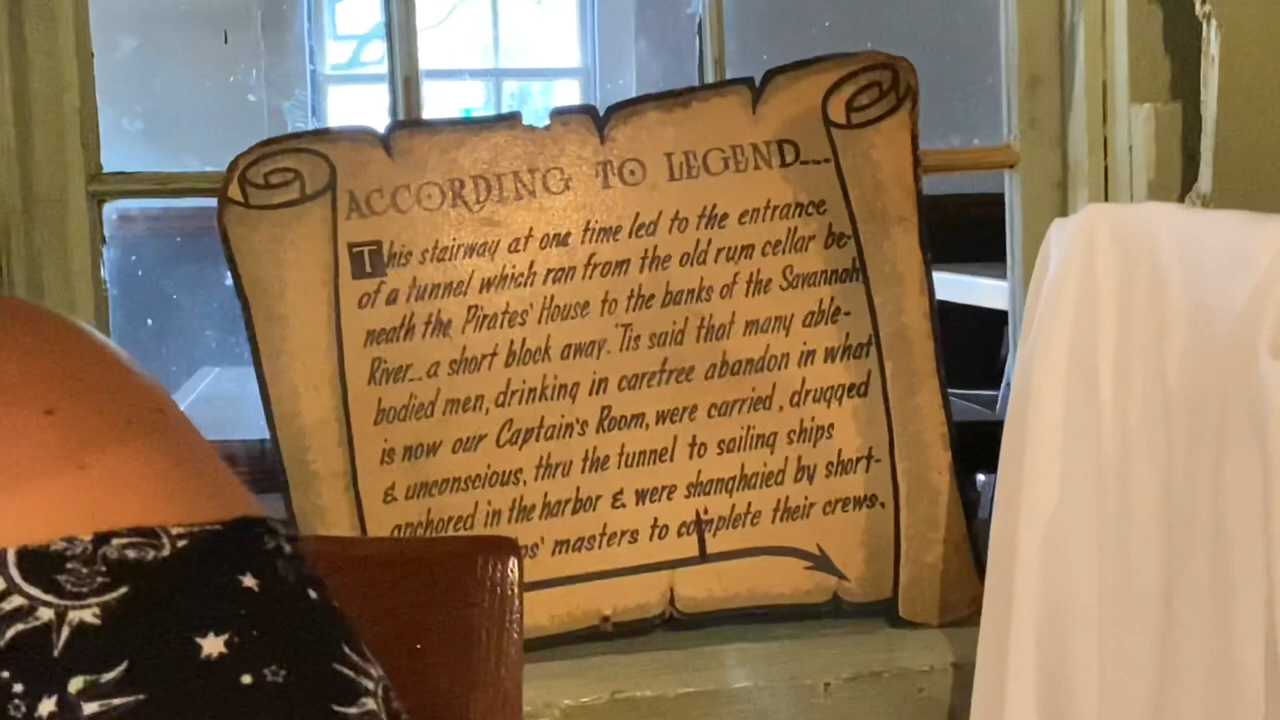 ACCORDING TO LEGEND....
This stairway at one time led to the entrance
of a tunnel which ran from the old rum cellar be-
neath the Pirates' House to the banks of the Savannah
River... a short block away. 'Tis said that many able-
bodied men, drinking in carefree abandon in what
is now our Captain's Room, were carried, drugged
& unconscious, thru the tunnel to sailing ships
anchored in the harbor & were shanghaied by short-
ps' masters to complete their crews.